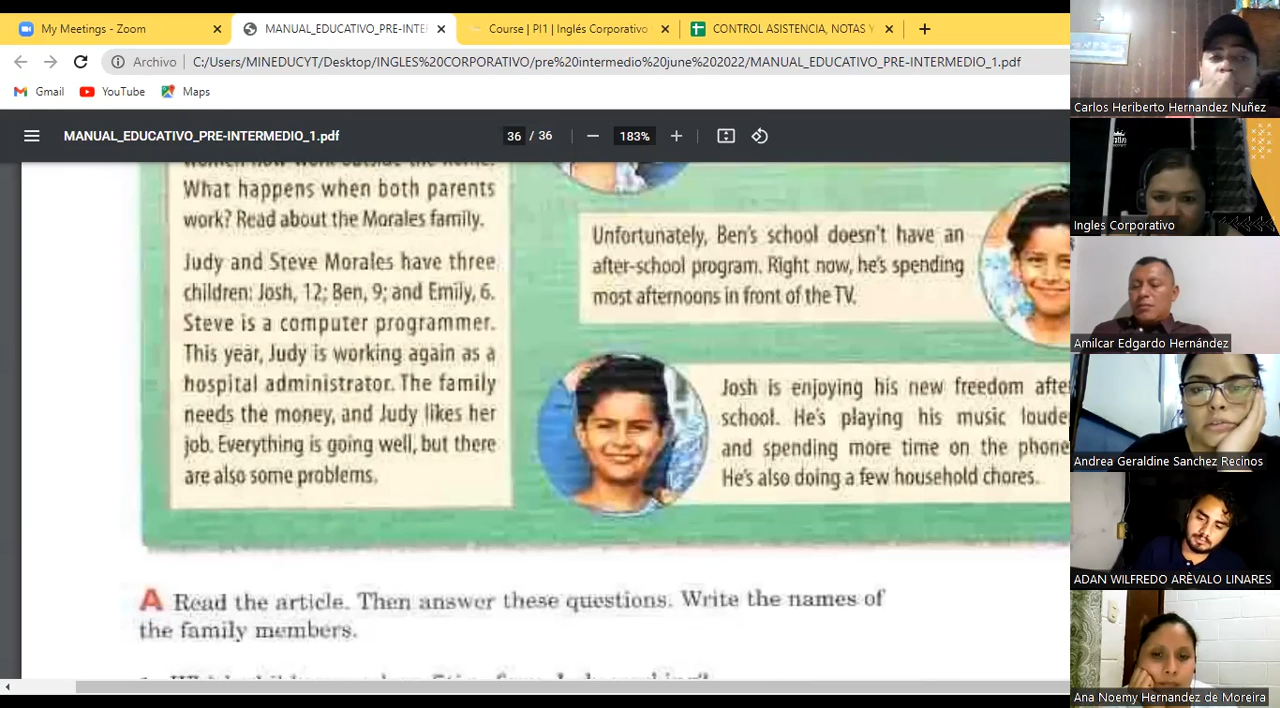 My Meetings - Zoom
MANUAL_EDUCATIVO_PRE-INTER
Course | PI1 | Inglés Corporativo
CONTROL ASISTENCIA, NOTAS Y
Archivo
C:/Users/MINEDUCYT/Desktop/INGLES%20CORPORATIVO/pre%20intermedio%20june%202022/MANUAL_EDUCATIVO_PRE-INTERMEDIO_1.pdf
Gmail
YouTube
Maps
MANUAL_EDUCATIVO_PRE-INTERMEDIO_1.pdf
36 / 36
183%
women now work outside the home.
What happens when both parents
work? Read about the Morales family.
Judy and Steve Morales have three
children: Josh, 12; Ben, 9; and Emily, 6.
Steve is a computer programmer.
This year, Judy is working again as a
hospital administrator. The family
needs the money, and Judy likes her
job. Everything is going well, but there
are also some problems.
Unfortunately, Ben's school doesn't have an
after-school program. Right now, he's spending
most afternoons in front of the TV.
Josh is enjoying his new freedom after
school. He's playing his music loude
and spending more time on the phone
He's also doing a few household chores.
A Read the article. Then answer these questions. Write the names of
the family members.
Carlos Heriberto Hernandez Nuñez
Ingles Corporativo
Amilcar Edgardo Hernández
Andrea Geraldine Sanchez Recinos
ADAN WILFREDO ARÈVALO LINARES
Ana Noemy Hernandez de Moreira